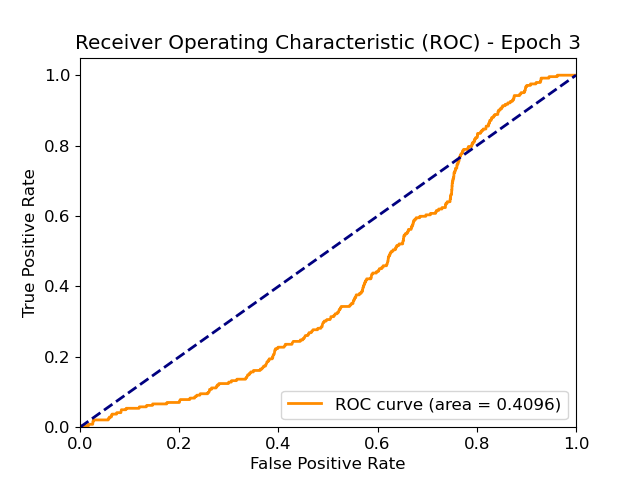 Receiver Operating Characteristic (ROC) - Epoch 3
True Positive Rate
1.0
0.8
0.6
0.4
0.2
0.0
ROC curve (area = 0.4096)
0.0 0.2 0.4 0.6 0.8 1.0
False Positive Rate